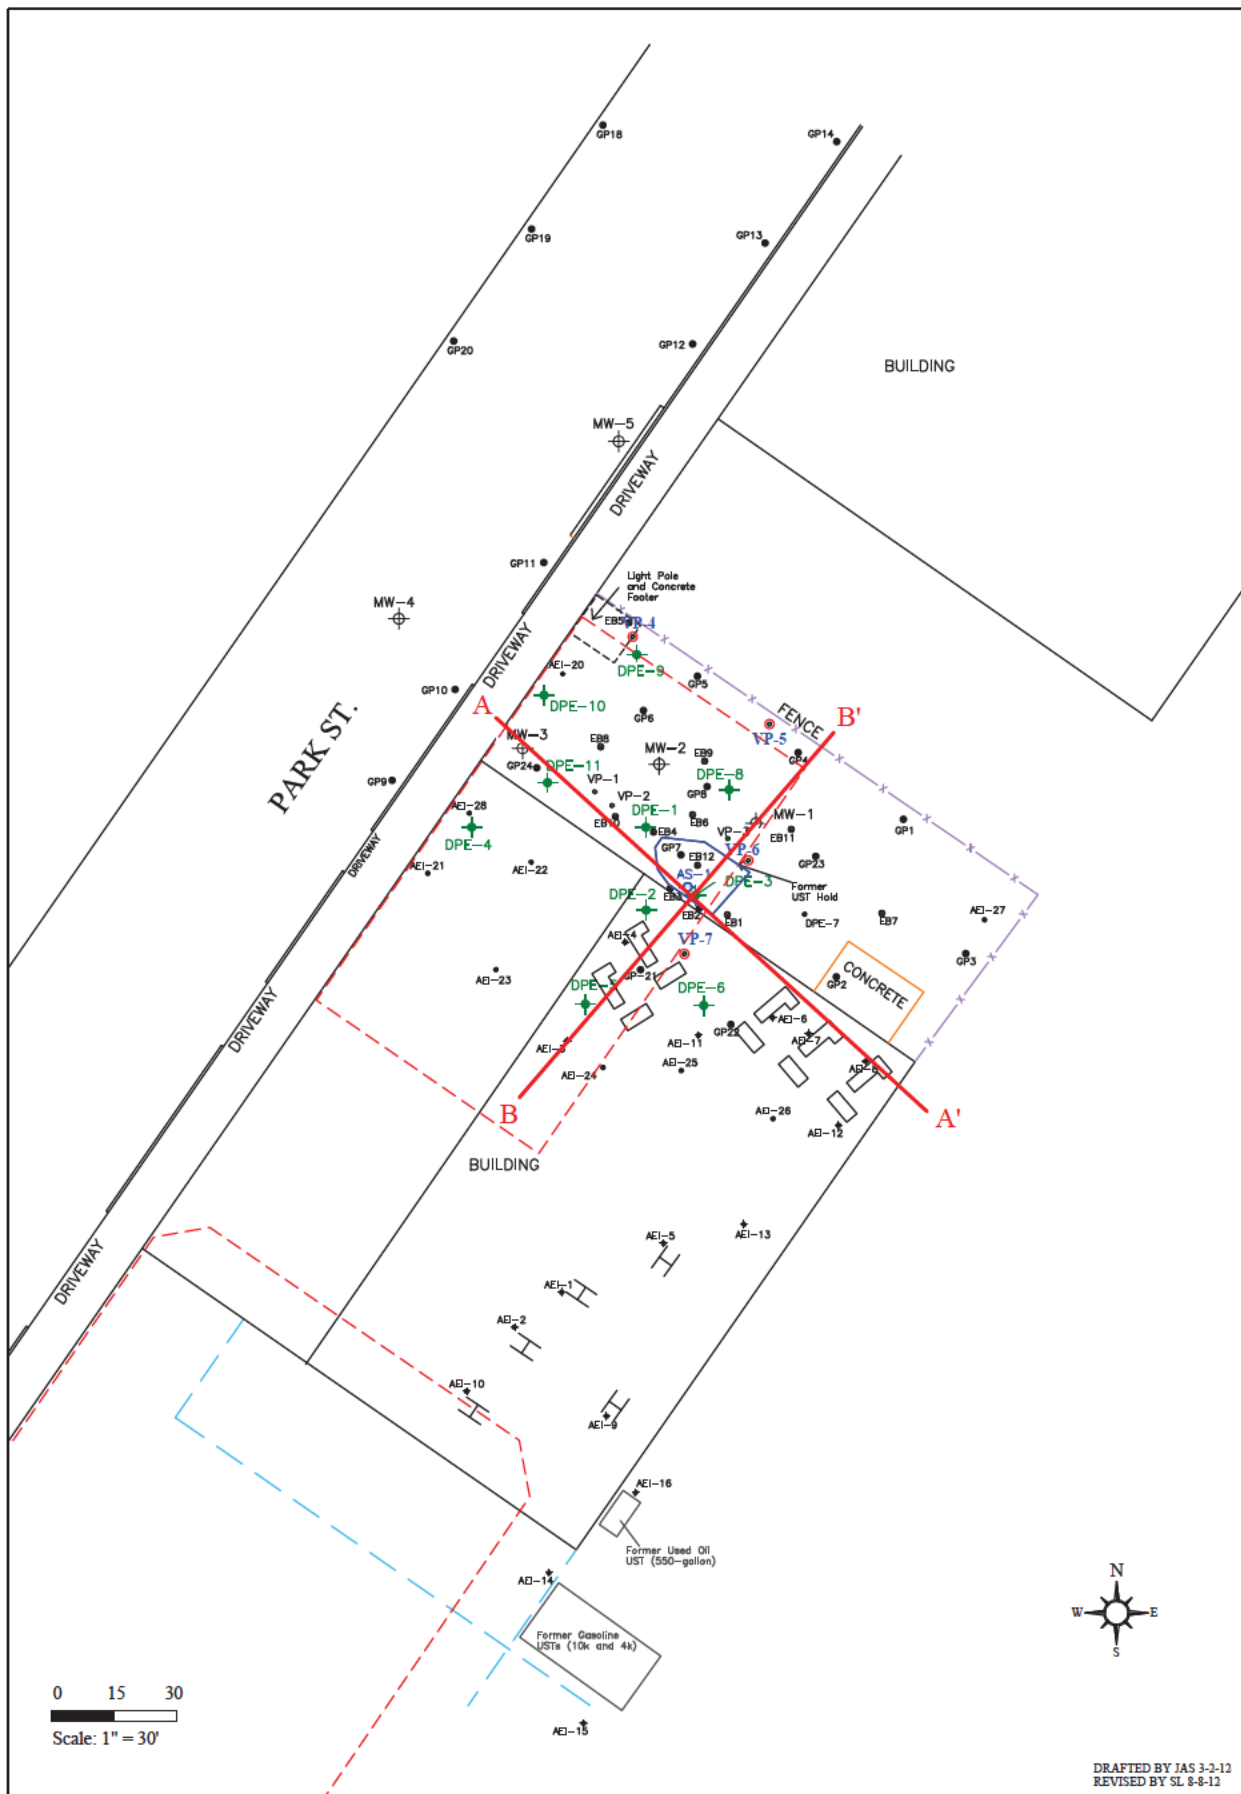 GP18
GP14
GP19
GP13
GP20
GP12
BUILDING
MW-5
DRIVEWAY
GP11
Light Pole
and Concrete
Footer
MW-4
EB5
VP-4
DRIVEWAY
AEI-20
DPE-9
GP5
GP10
DPE-10
A
GP6
FENCE
B'
VP-5
PARK ST.
MW-3
EB8
MW-2
EB9
GP4
GP24
DPE-11
DPE-8
GP9
VP-1
GP8
VP-2
AEI-28
EB10
DPE-1
EB6
MW-1
GP1
DPE-4
EB4
VP-3
EB11
DRIVEWAY
GP7
VP-6
EB12
GP23
AEI-21
AEI-22
AS-1
DPE-3
Former
UST Hold
DPE-2
EB3
EB2
EB1
DPE-7
EB7
AEI-27
AEI-4
VP-7
GP3
AEI-23
GP-21
GP2
CONCRETE
DPE-5
DPE-6
DRIVEWAY
GP22
AEI-6
AEI-7
AEI-3
AEI-11
AEI-8
AEI-24
AEI-25
B
AEI-26
A'
AEI-12
BUILDING
AEI-5
AEI-13
DRIVEWAY
AEI-1
AEI-2
AEI-10
AEI-9
AEI-16
Former Used Oil
UST (550-gallon)
AEI-14
N
W
E
S
Former Gasoline
USTs (10k and 4k)
0 15 30
Scale: 1" = 30'
AEI-15
DRAFTED BY JAS 3-2-12
REVISED BY SL 8-8-12